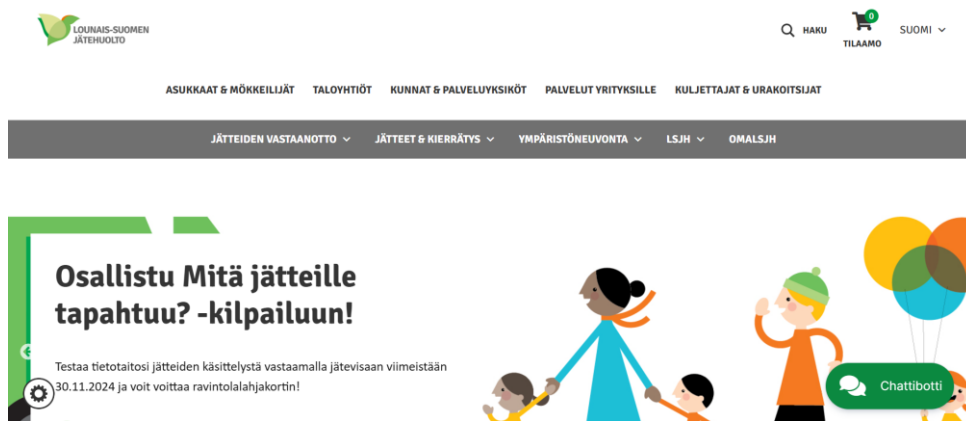 LOUNAIS-SUOMEN
JÄTEHUOLTO
HAKU
0
TILAAMO
SUOMI
ASUKKAAT & MÖKKEILIJÄT TALOYHTIÖT KUNNAT & PALVELUYKSIKÖT PALVELUT YRITYKSILLE KULJETTAJAT & URAKOITSIJAT
JÄTTEIDEN VASTAANOTTO JÄTTEET & KIERRÄTYS YMPÄRISTÖNEUVONTA LSJH OMALSJH
Osallistu Mitä jätteille
tapahtuu? -kilpailuun!
Testaa tietotaitosi jätteiden käsittelystä vastaamalla jätevisaan viimeistään
30.11.2024 ja voit voittaa ravintolalahjakortin!
Chattibotti